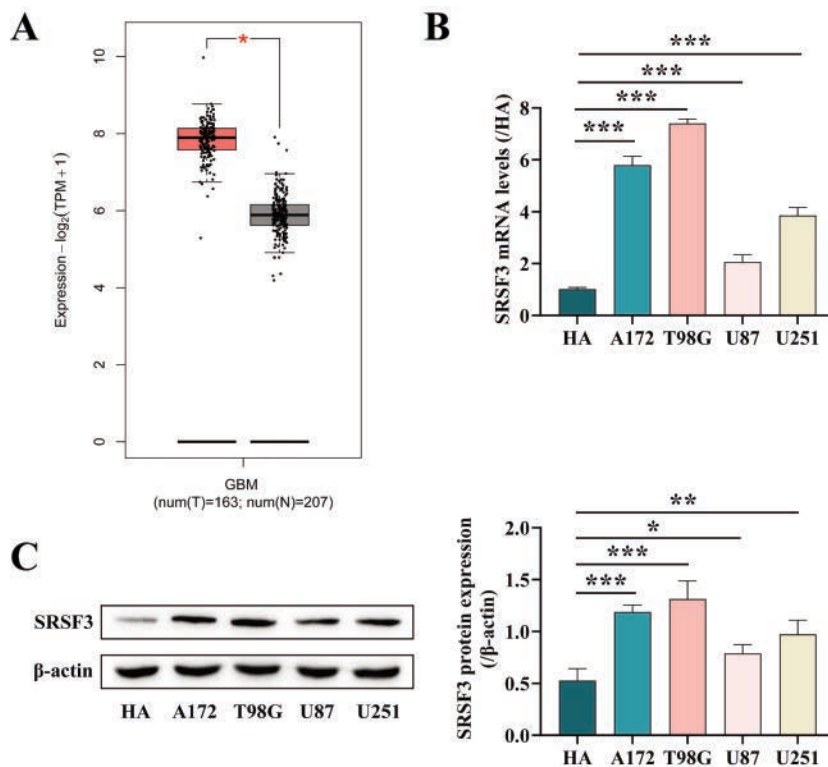 A
Expression − log₂(TPM + 1)
10
8
6
4
2
0
*
GBM
(num(T)=163; num(N)=207)
B
SRSF3 mRNA levels (/HA)
8
6
4
2
0
***
***
***
***
HA A172 T98G U87 U251
C
SRSF3
β-actin
HA A172 T98G U87 U251
SRSF3 protein expression
(/β-actin)
2.0
1.5
1.0
0.5
0.0
**
*
***
***
HA A172 T98G U87 U251